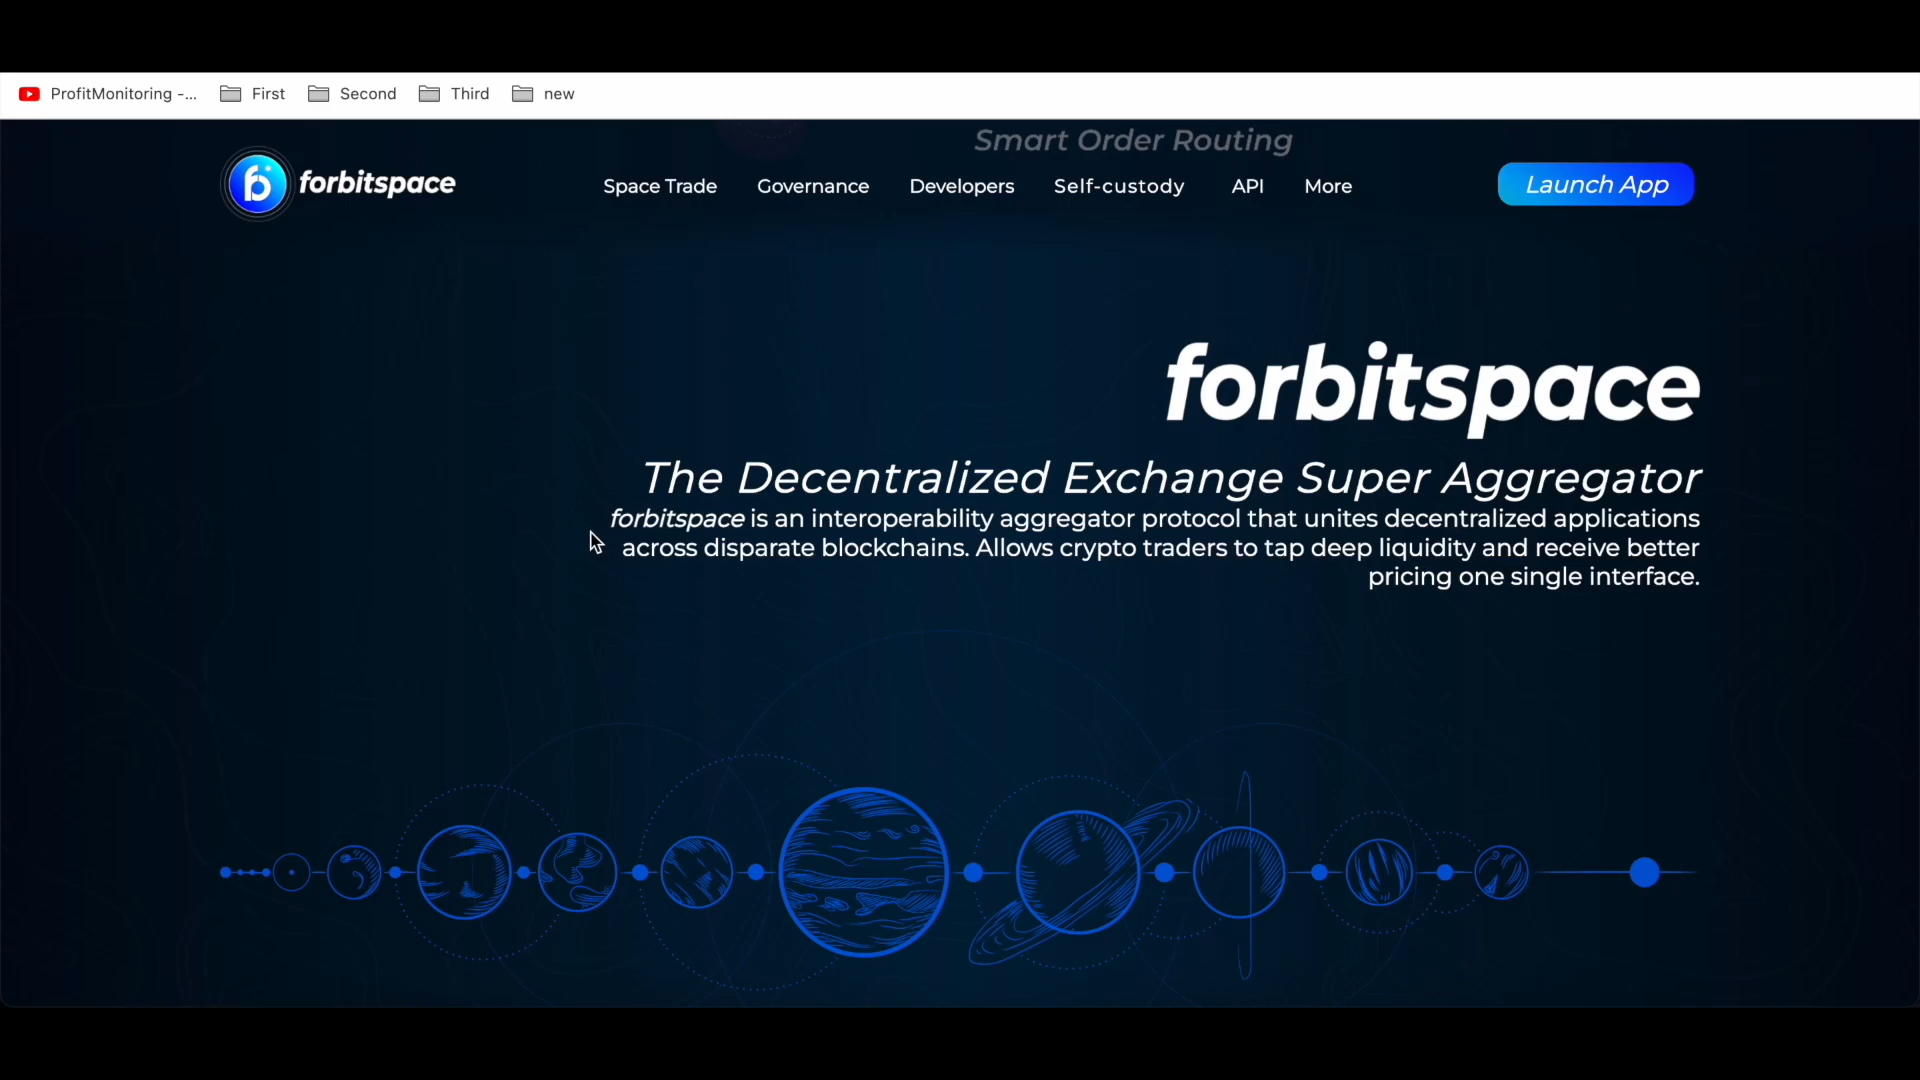 ProfitMonitoring -...
First
Second
Third
new
Smart Order Routing
forbitspace
Space Trade
Governance
Developers
Self-custody
API
More
Launch App
forbitspace
The Decentralized Exchange Super Aggregator
forbitspace is an interoperability aggregator protocol that unites decentralized applications
across disparate blockchains. Allows crypto traders to tap deep liquidity and receive better
pricing one single interface.